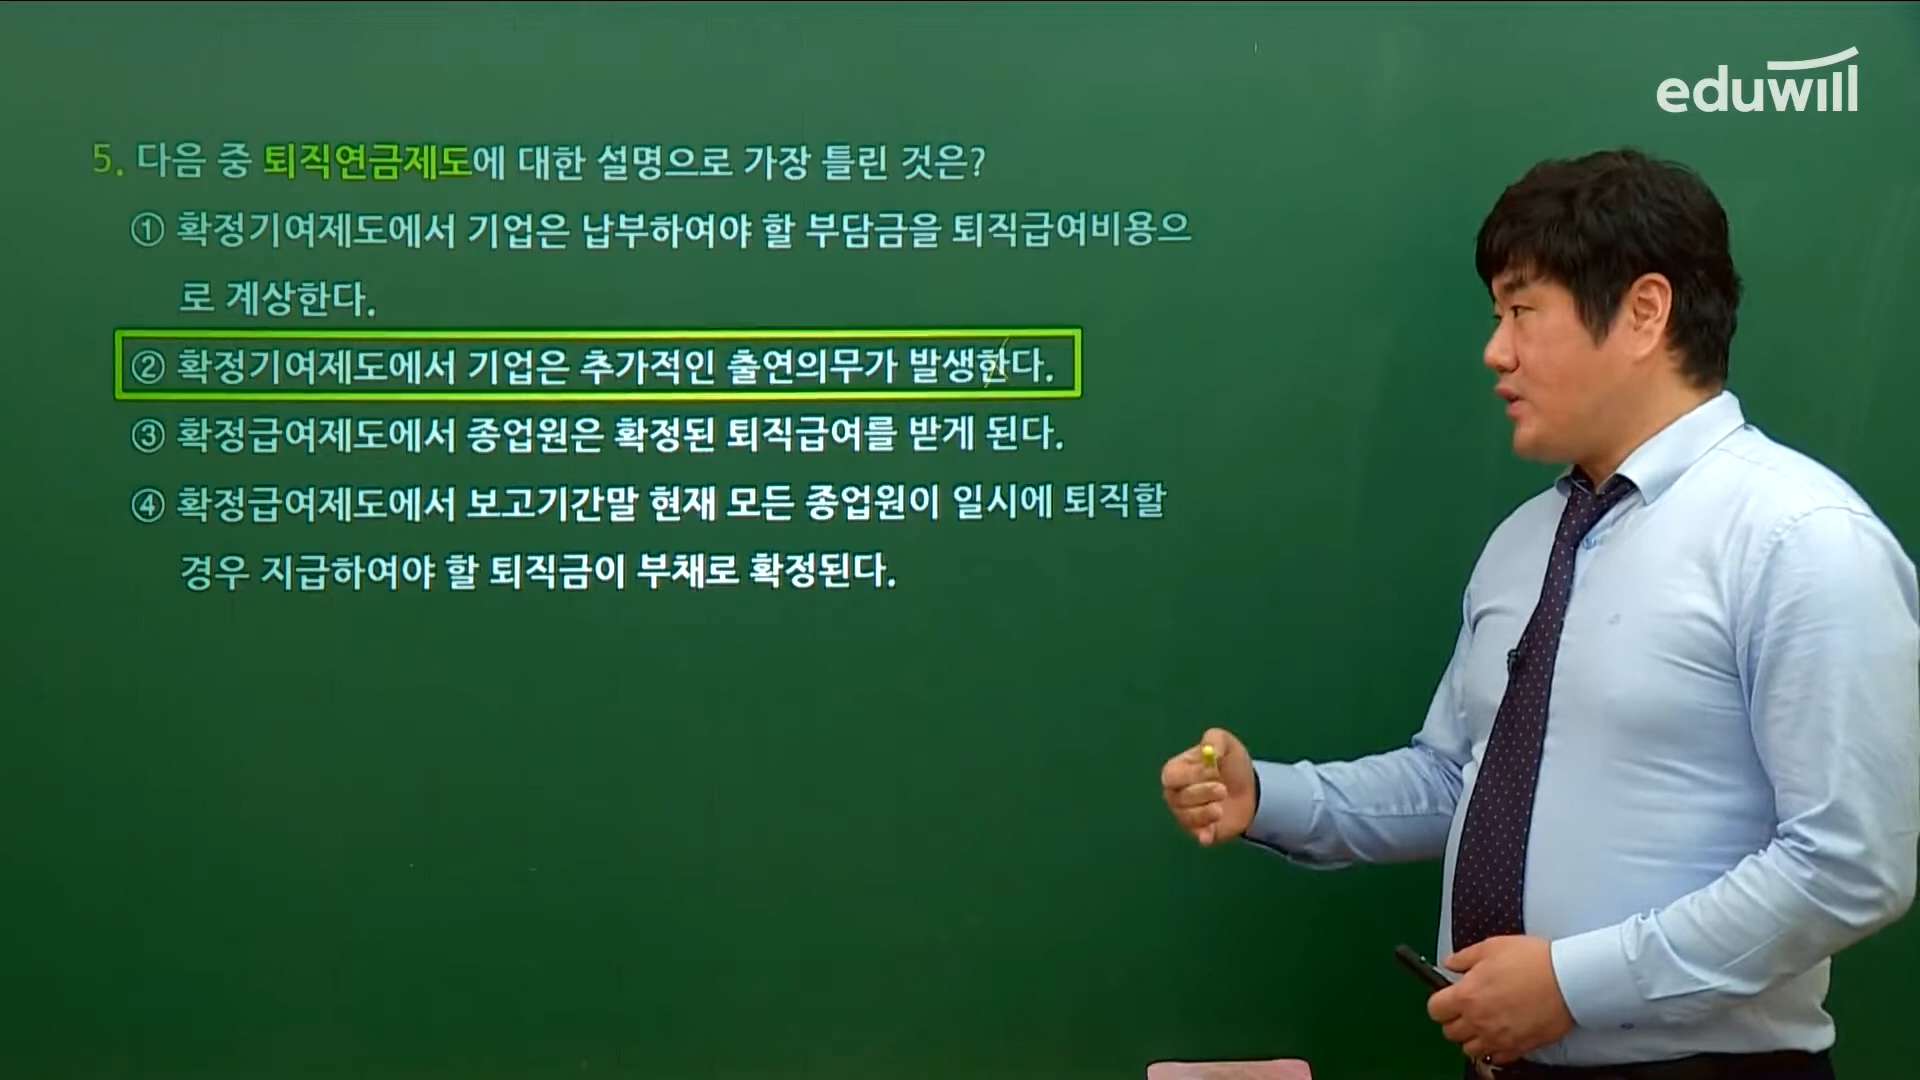 eduwill
5. 다음 중 퇴직연금제도에 대한 설명으로 가장 틀린 것은?
① 확정기여제도에서 기업은 납부하여야 할 부담금을 퇴직급여비용으
로 계상한다.
② 확정기여제도에서 기업은 추가적인 출연의무가 발생한다.
③ 확정급여제도에서 종업원은 확정된 퇴직급여를 받게 된다.
④ 확정급여제도에서 보고기간말 현재 모든 종업원이 일시에 퇴직할
경우 지급하여야 할 퇴직금이 부채로 확정된다.